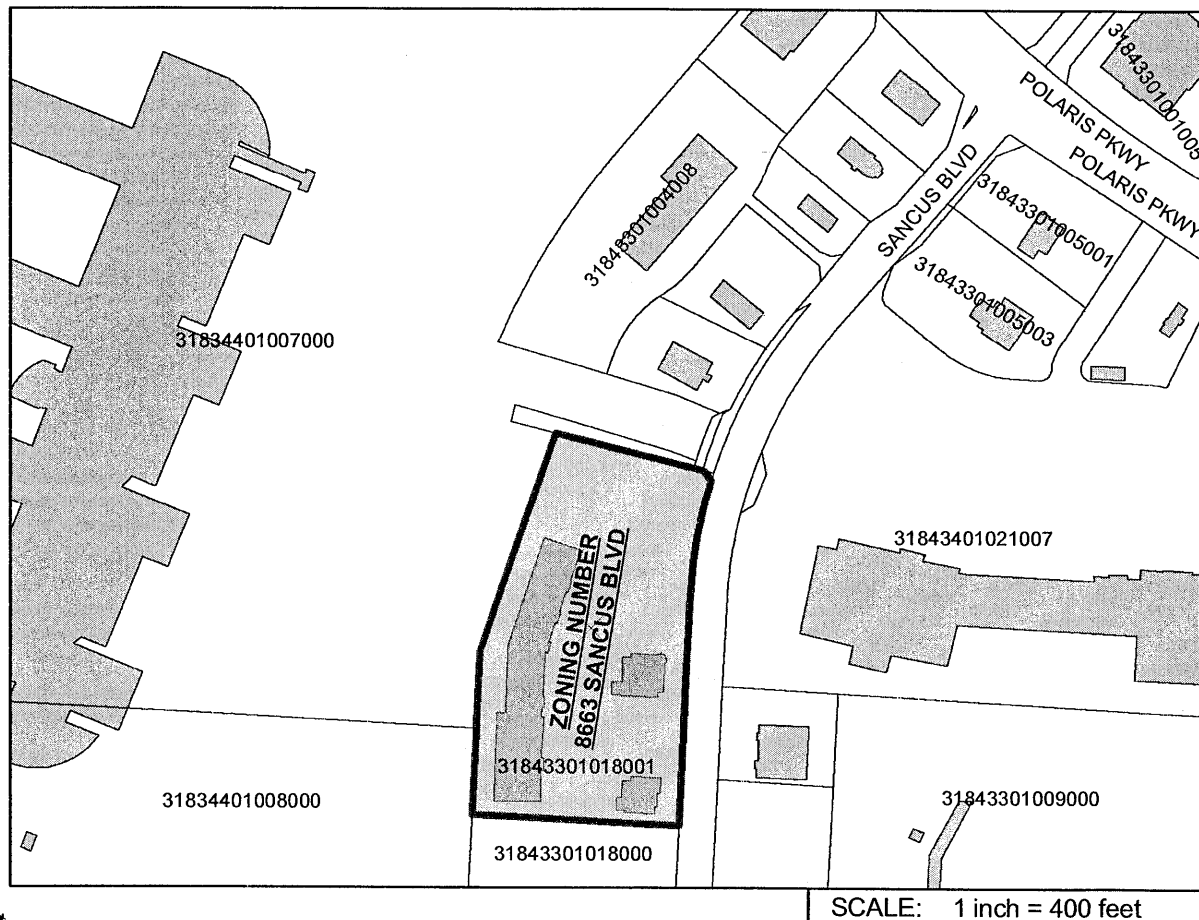 31843301001005
POLARIS PKWY
POLARIS PKWY
SANCUS BLVD
31843301004008
31843301005001
31843301005003
31834401007000
31843401021007
ZONING NUMBER
8663 SANCUS BLVD
31843301018001
31834401008000
31843301009000
31843301018000
SCALE: 1 inch = 400 feet